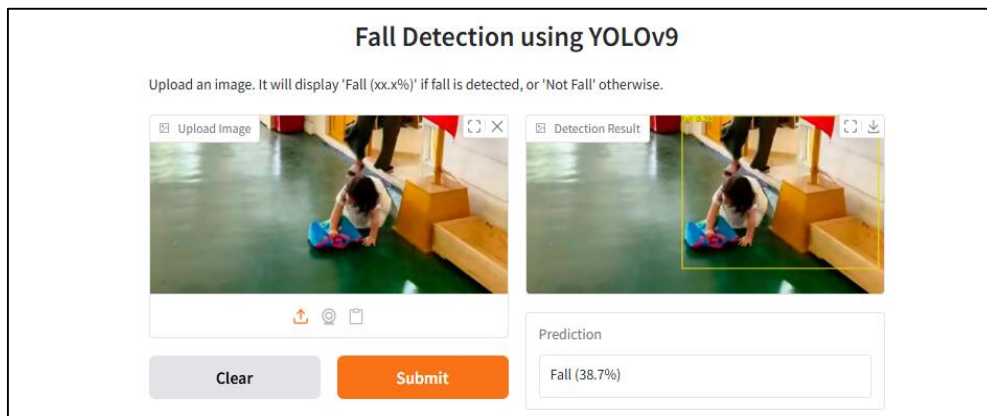 Fall Detection using YOLOv9
Upload an image. It will display 'Fall (xx.x%)' if fall is detected, or 'Not Fall' otherwise.
Upload Image
Detection Result
Prediction
Fall (38.7%)
Clear
Submit